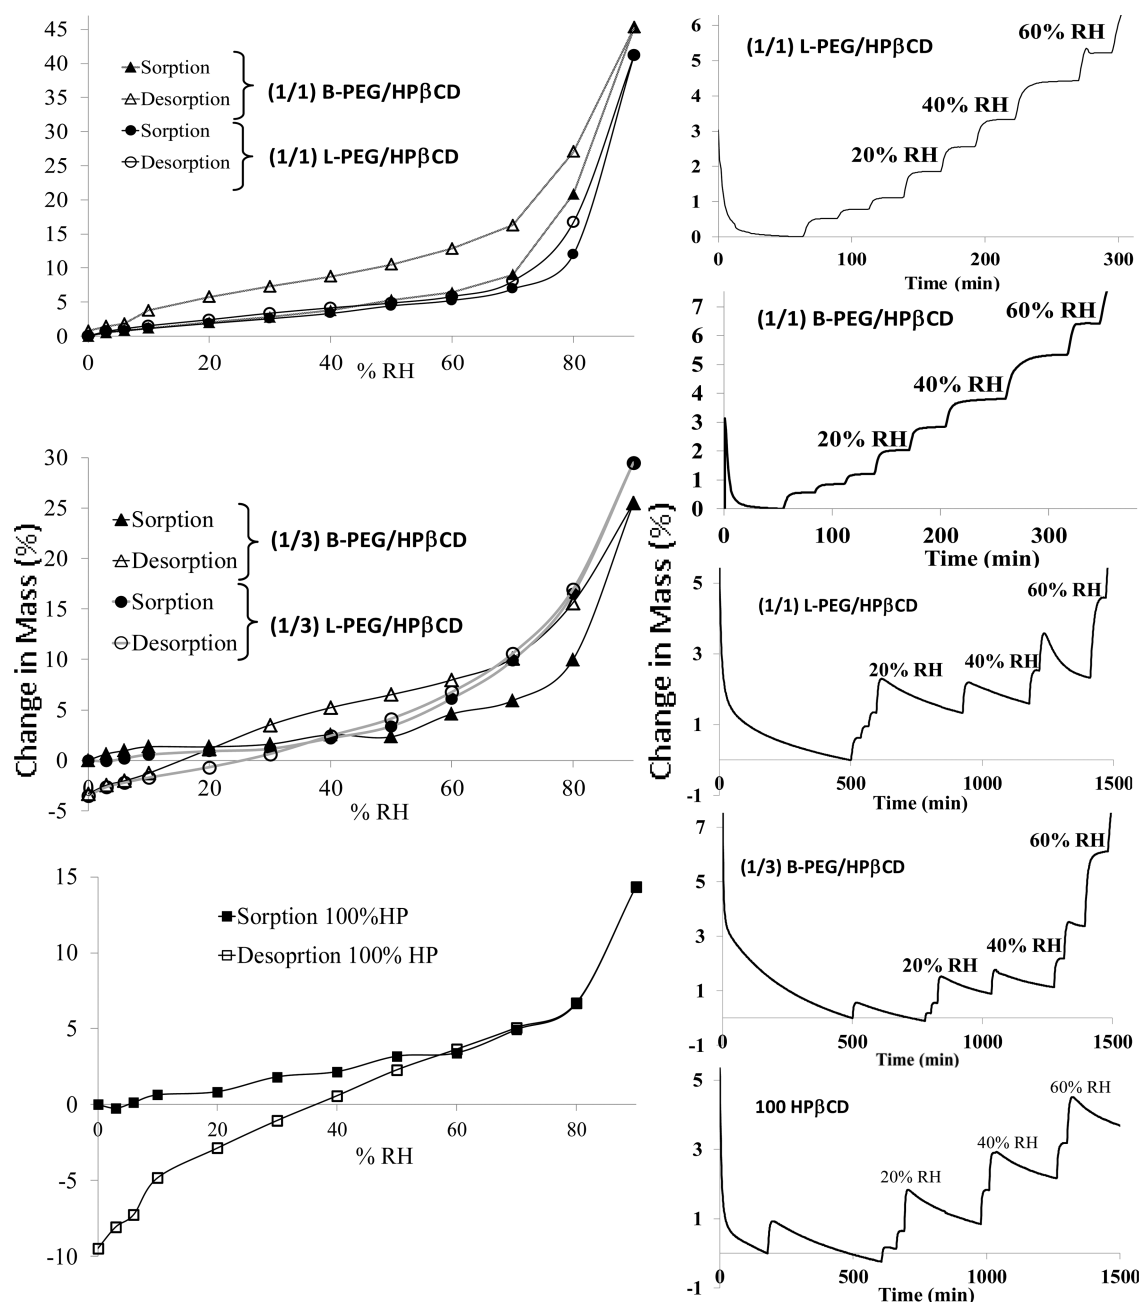 45
40
35
30
25
20
15
10
5
0
Sorption
Desorption
(1/1) B-PEG/HPβCD
Sorption
Desorption
(1/1) L-PEG/HPβCD
0 20 40 60 80
% RH
6
5
4
3
2
1
0
(1/1) L-PEG/HPβCD
60% RH
40% RH
20% RH
0 100 200 300
Time (min)
7
6
5
4
3
2
1
0
(1/1) B-PEG/HPβCD
60% RH
40% RH
20% RH
0 100 200 300
Time (min)
Change in Mass (%)
30
25
20
15
10
5
0
-5
Sorption
Desorption
(1/3) B-PEG/HPβCD
Sorption
Desorption
(1/3) L-PEG/HPβCD
0 20 40 60 80
% RH
Change in Mass (%)
5
3
1
-1
(1/1) L-PEG/HPβCD
60% RH
20% RH
40% RH
0 500 1000 1500
Time (min)
7
5
3
1
-1
(1/3) B-PEG/HPβCD
60% RH
40% RH
20% RH
0 500 1000 1500
Time (min)
15
10
5
0
-5
-10
Sorption 100%HP
Desoprtion 100% HP
0 20 40 60 80
% RH
5
3
1
-1
100 HPβCD
60% RH
40% RH
20% RH
0 500 1000 1500
Time (min)